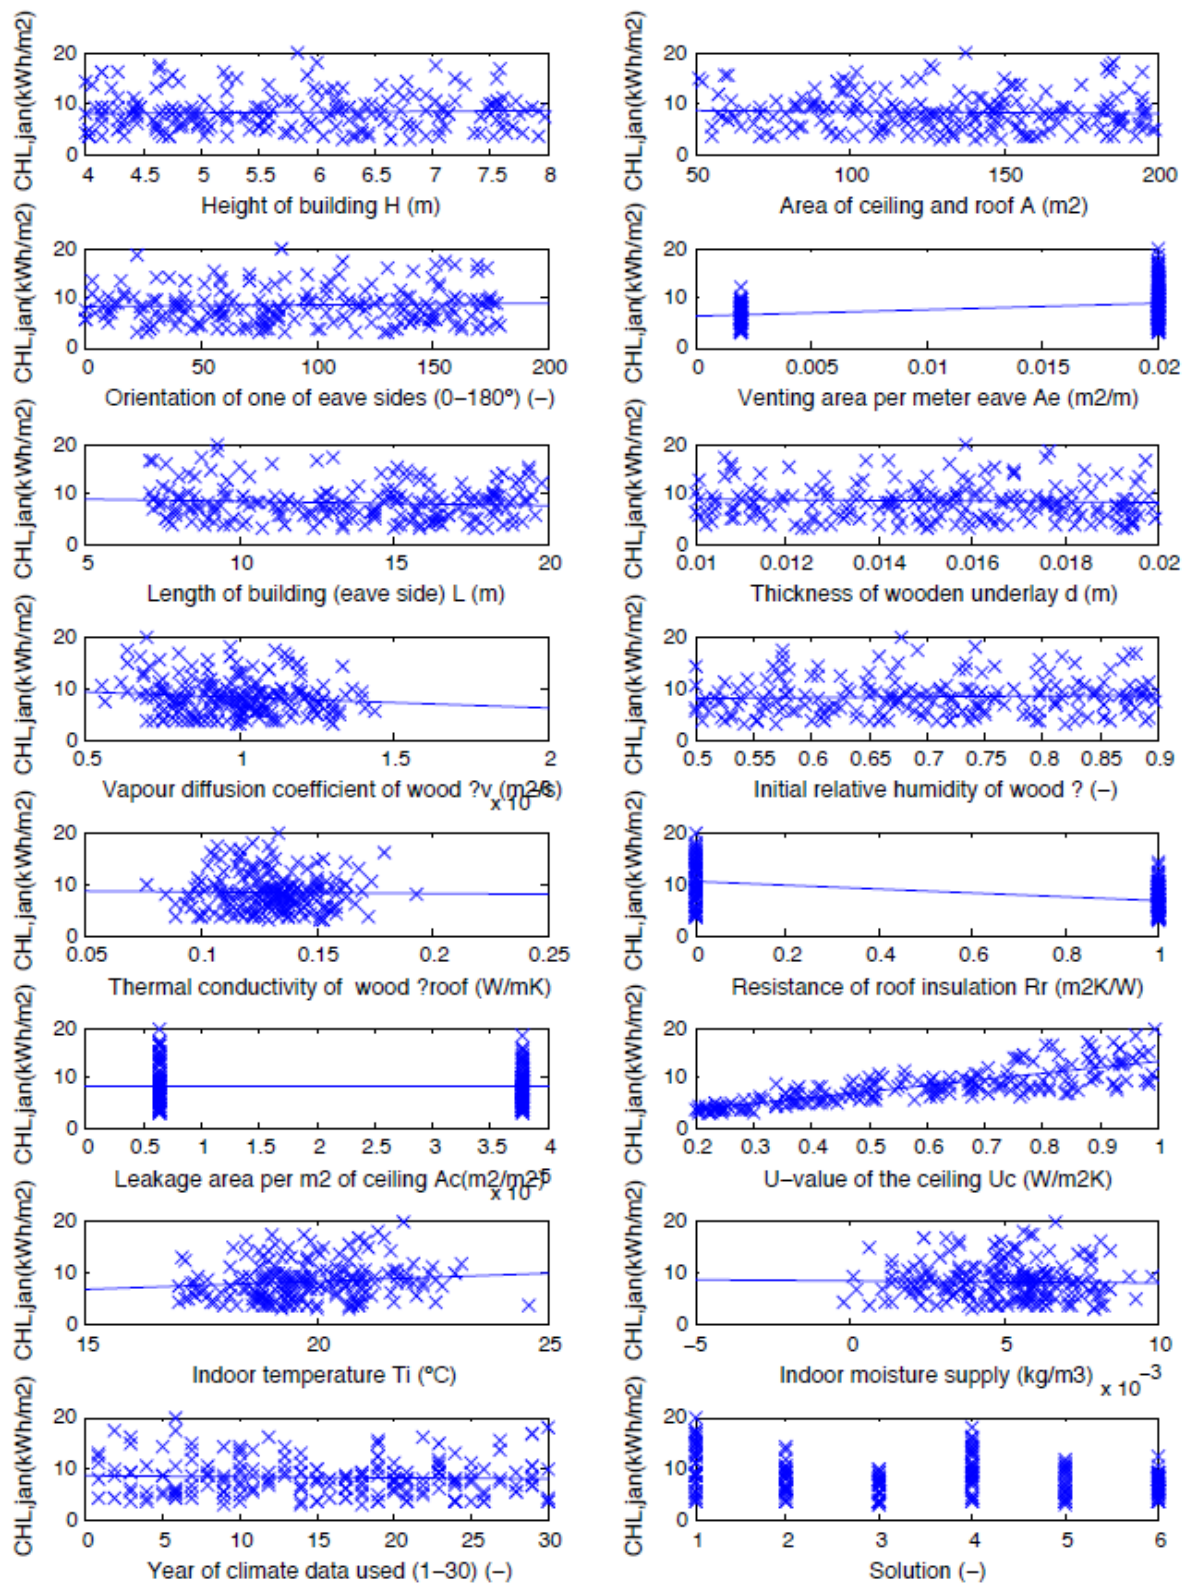 CHL,jan(kWh/m2)
20
10
0
4 4.5 5 5.5 6 6.5 7 7.5 8
Height of building H (m)
CHL,jan(kWh/m2)
20
10
0
50 100 150 200
Area of ceiling and roof A (m2)
CHL,jan(kWh/m2)
20
10
0
0 50 100 150 200
Orientation of one of eave sides (0–180º) (–)
CHL,jan(kWh/m2)
20
10
0
0 0.005 0.01 0.015 0.02
Venting area per meter eave Ae (m2/m)
CHL,jan(kWh/m2)
20
10
0
5 10 15 20
Length of building (eave side) L (m)
CHL,jan(kWh/m2)
20
10
0
0.01 0.012 0.014 0.016 0.018 0.02
Thickness of wooden underlay d (m)
CHL,jan(kWh/m2)
20
10
0
0.5 1 1.5 2
Vapour diffusion coefficient of wood ?v (m2/s)
x 10
CHL,jan(kWh/m2)
20
10
0
0.5 0.55 0.6 0.65 0.7 0.75 0.8 0.85 0.9
Initial relative humidity of wood ? (–)
CHL,jan(kWh/m2)
20
10
0
0.05 0.1 0.15 0.2 0.25
Thermal conductivity of wood ?roof (W/mK)
CHL,jan(kWh/m2)
20
10
0
0 0.2 0.4 0.6 0.8 1
Resistance of roof insulation Rr (m2K/W)
CHL,jan(kWh/m2)
20
10
0
0 0.5 1 1.5 2 2.5 3 3.5 4
Leakage area per m2 of ceiling Ac(m2/m2)
x 10–5
CHL,jan(kWh/m2)
20
10
0
0.2 0.3 0.4 0.5 0.6 0.7 0.8 0.9 1
U–value of the ceiling Uc (W/m2K)
CHL,jan(kWh/m2)
20
10
0
15 20 25
Indoor temperature Ti (ºC)
CHL,jan(kWh/m2)
20
10
0
–5 0 5 10
Indoor moisture supply (kg/m3) x 10–3
CHL,jan(kWh/m2)
20
10
0
0 5 10 15 20 25 30
Year of climate data used (1–30) (–)
CHL,jan(kWh/m2)
20
10
0
1 2 3 4 5 6
Solution (–)